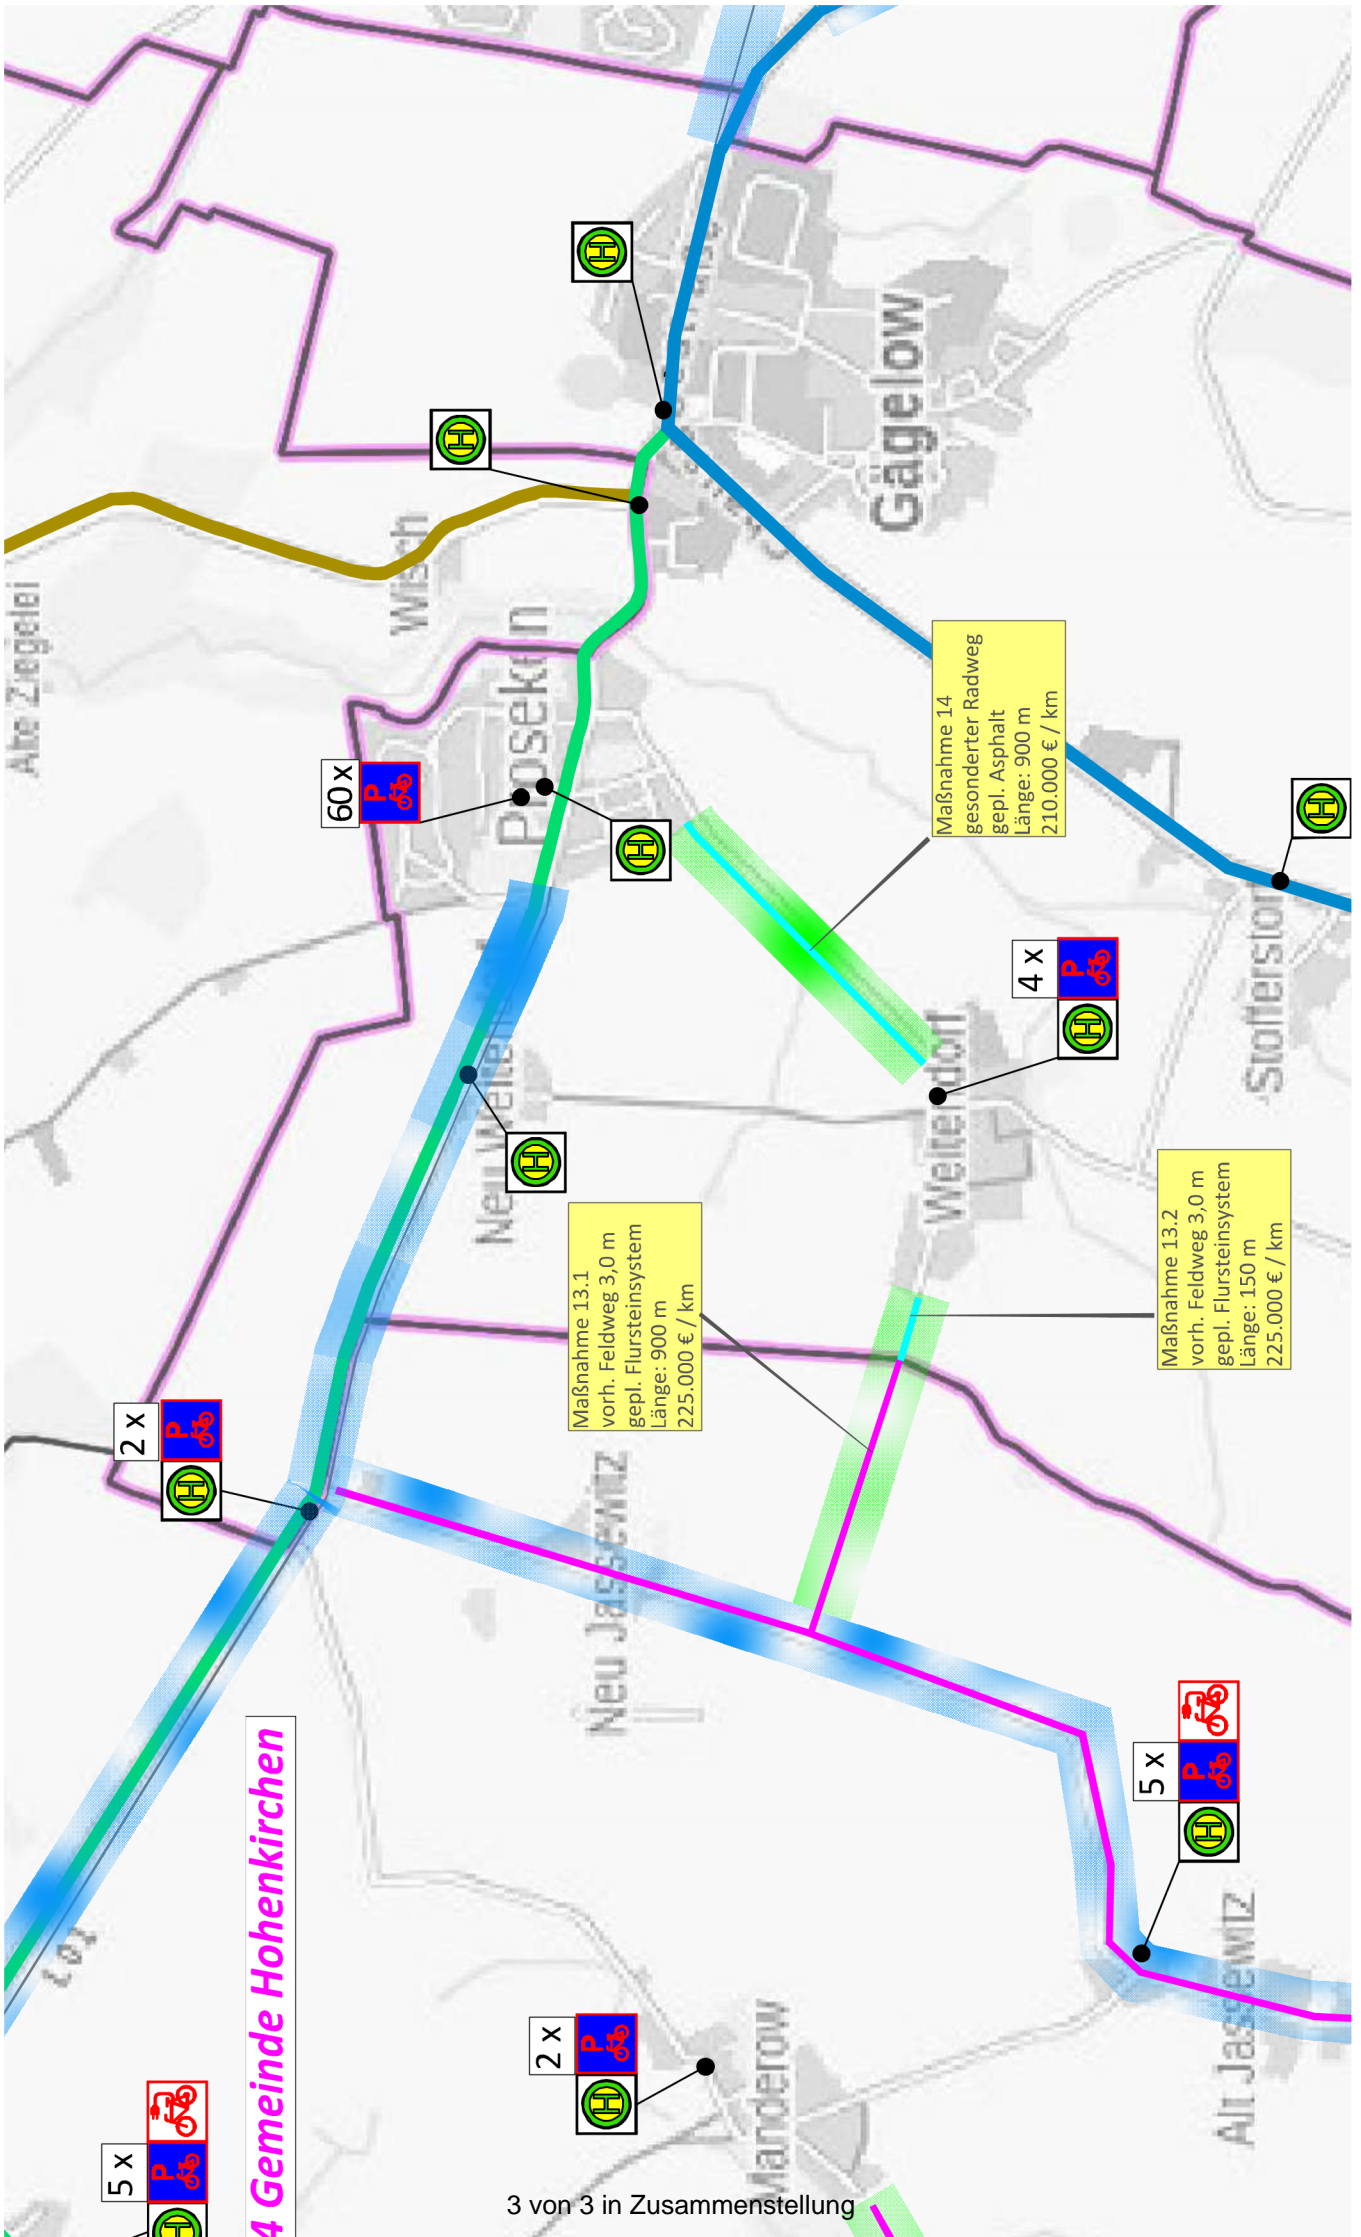 Alte Ziegelei
Wisch
Gägelow
60 x
P
Proseken
H
H
H
Maßnahme 14
gesonderter Radweg
gepl. Asphalt
Länge: 900 m
210.000 € / km
H
Stofferstorf
4 x
P
H
Weitendorf
H
Maßnahme 13.1
vorh. Feldweg 3,0 m
gepl. Flursteinsystem
Länge: 900 m
225.000 € / km
Maßnahme 13.2
vorh. Feldweg 3,0 m
gepl. Flursteinsystem
Länge: 150 m
225.000 € / km
2 x
P
H
Neu Jassewitz
4 Gemeinde Hohenkirchen
5 x
P
H
Alt Jassewitz
2 x
P
H
Manderow
5 x
P
H
3 von 3 in Zusammenstellung